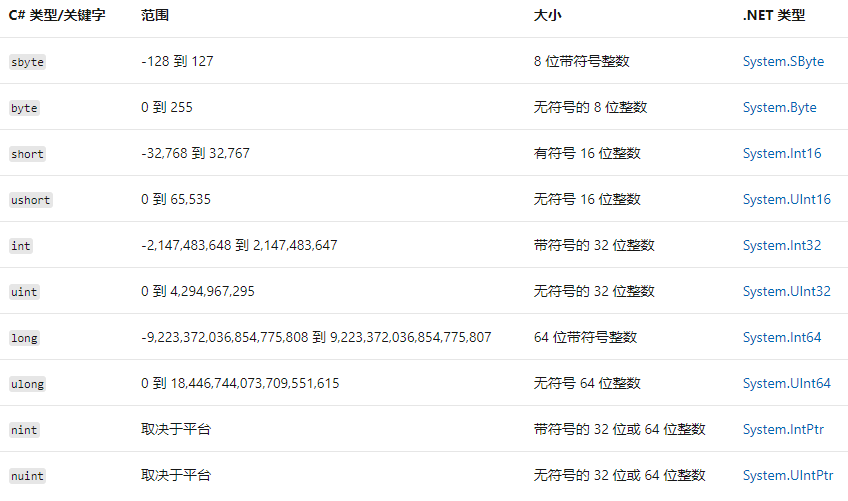 C# 类型/关键字 范围 大小 .NET 类型
sbyte -128 到 127 8 位带符号整数 System.SByte
byte 0 到 255 无符号的 8 位整数 System.Byte
short -32,768 到 32,767 有符号 16 位整数 System.Int16
ushort 0 到 65,535 无符号 16 位整数 System.UInt16
int -2,147,483,648 到 2,147,483,647 带符号的 32 位整数 System.Int32
uint 0 到 4,294,967,295 无符号的 32 位整数 System.UInt32
long -9,223,372,036,854,775,808 到 9,223,372,036,854,775,807 64 位带符号整数 System.Int64
ulong 0 到 18,446,744,073,709,551,615 无符号 64 位整数 System.UInt64
nint 取决于平台 带符号的 32 位或 64 位整数 System.IntPtr
nuint 取决于平台 无符号的 32 位或 64 位整数 System.UIntPtr